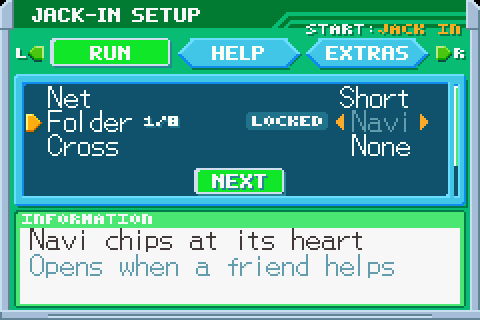 JACK-IN SETUP
START:JACK IN
L RUN HELP EXTRAS R
Net Short
Folder 1/8 LOCKED Navi
Cross None
NEXT
INFORMATION
Navi chips at its heart
Opens when a friend helps